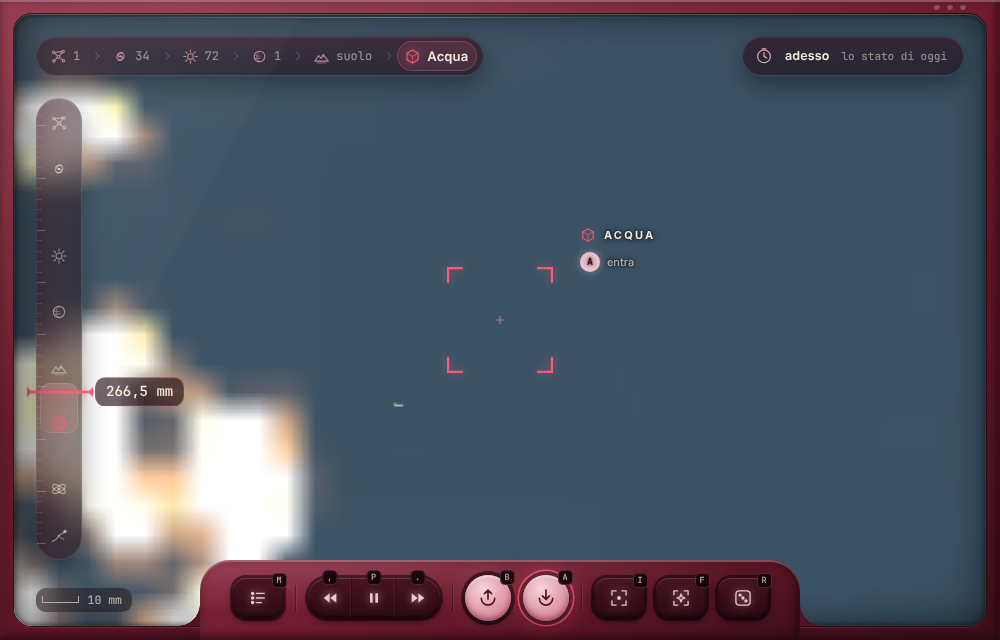 1 34 72 1 suolo Acqua
adesso lo stato di oggi
ACQUA
A entra
266,5 mm
10 mm
M , P . B A I F R